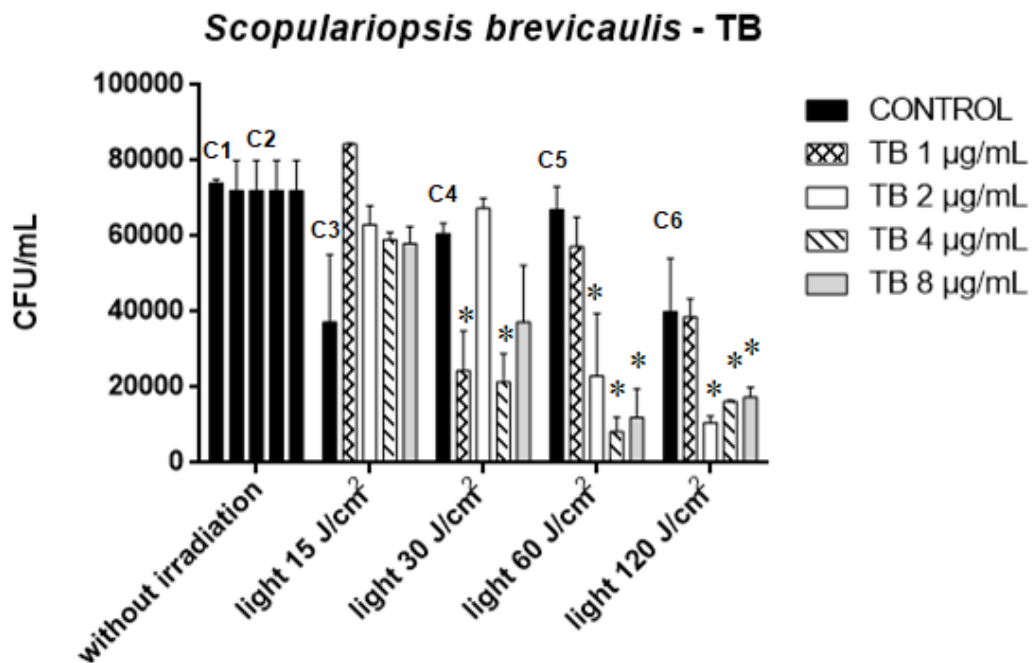 Scopulariopsis brevicaulis - TB
CFU/mL
100000
80000
60000
40000
20000
0
C1
C2
C3
C4
C5
C6
*
*
*
*
*
*
*
*
without irradiation
light 15 J/cm²
light 30 J/cm²
light 60 J/cm²
light 120 J/cm²
CONTROL
TB 1 µg/mL
TB 2 µg/mL
TB 4 µg/mL
TB 8 µg/mL